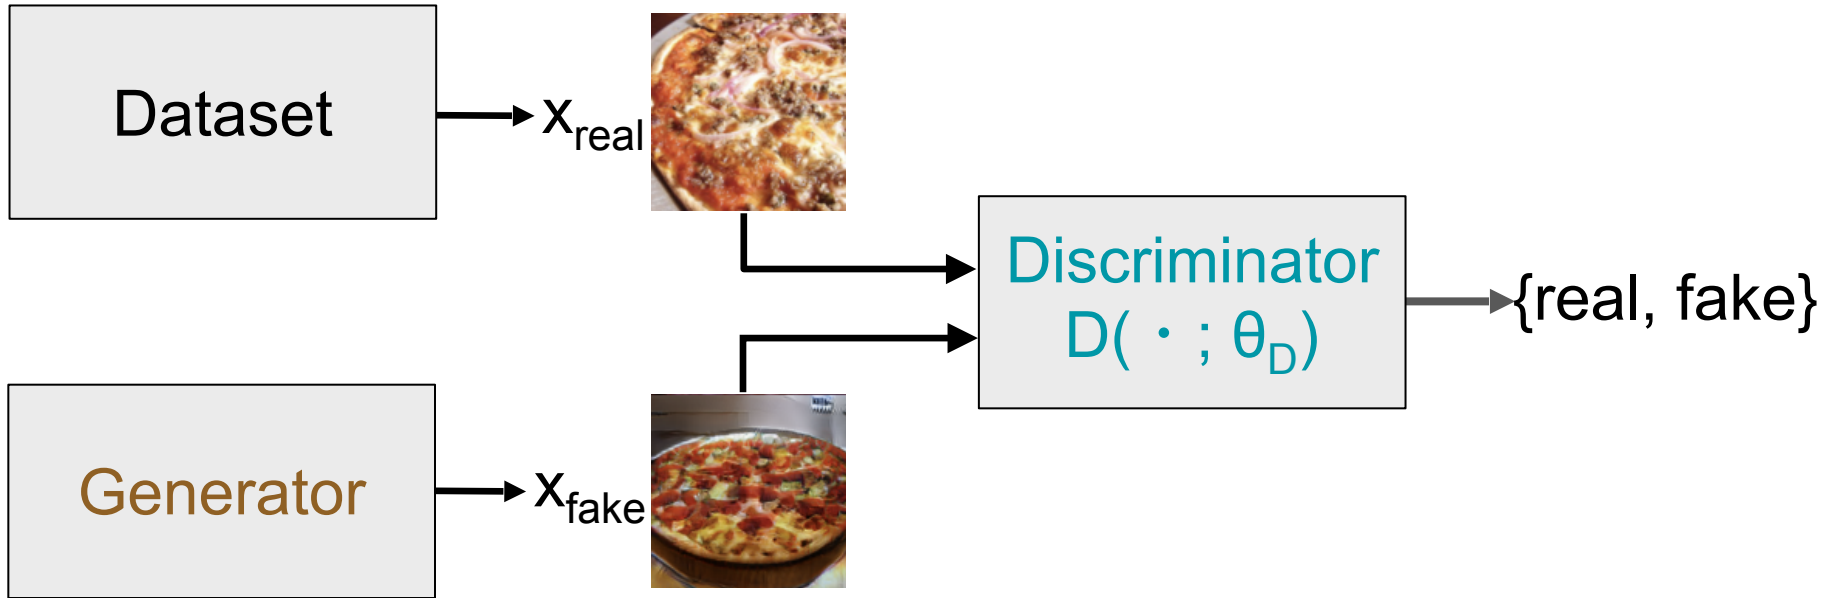 Dataset
x_real
Discriminator
D( · ; θ_D)
{real, fake}
Generator
x_fake